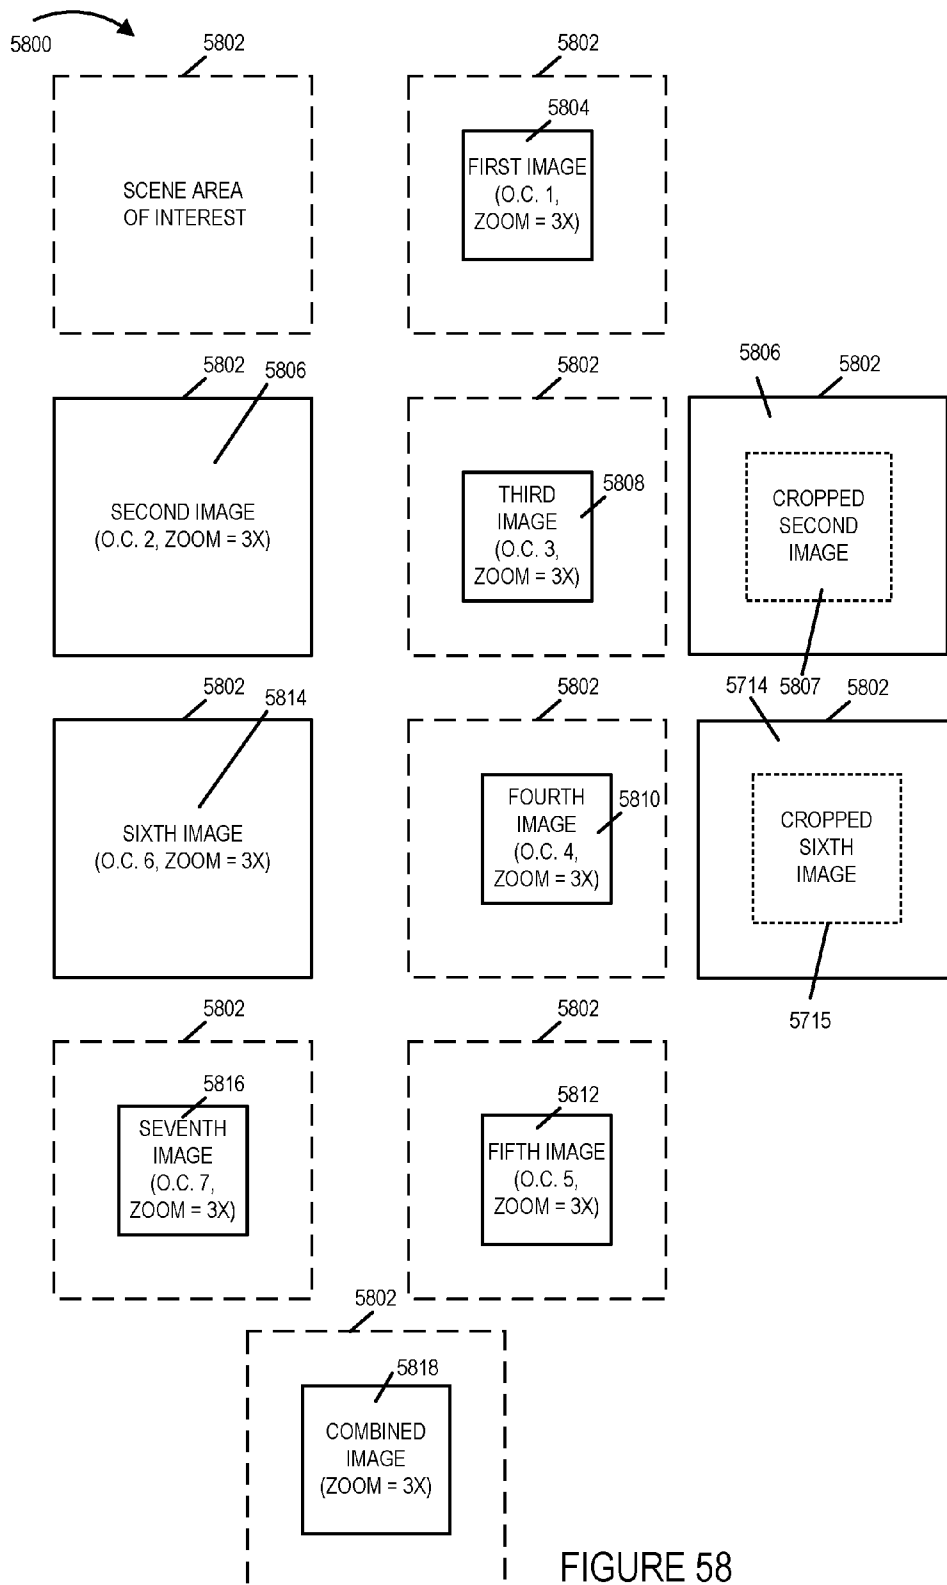 5800
5802
SCENE AREA
OF INTEREST
5802
5804
FIRST IMAGE
(O.C. 1,
ZOOM = 3X)
5802
5806
SECOND IMAGE
(O.C. 2, ZOOM = 3X)
5802
5808
THIRD
IMAGE
(O.C. 3,
ZOOM = 3X)
5806
5802
CROPPED
SECOND
IMAGE
5807
5802
5814
SIXTH IMAGE
(O.C. 6, ZOOM = 3X)
5802
5810
FOURTH
IMAGE
(O.C. 4,
ZOOM = 3X)
5714
5802
CROPPED
SIXTH
IMAGE
5715
5802
5816
SEVENTH
IMAGE
(O.C. 7,
ZOOM = 3X)
5802
5812
FIFTH IMAGE
(O.C. 5,
ZOOM = 3X)
5802
5818
COMBINED
IMAGE
(ZOOM = 3X)
FIGURE 58